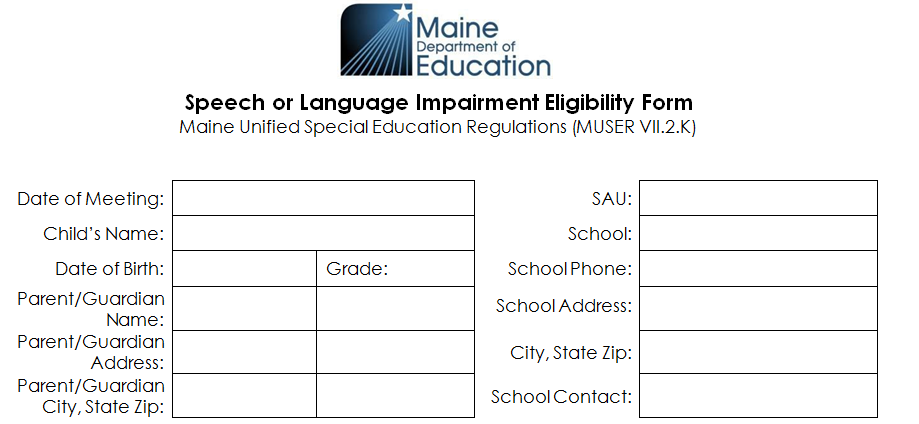 Maine
Department of
Education
Speech or Language Impairment Eligibility Form
Maine Unified Special Education Regulations (MUSER VII.2.K)
Date of Meeting:
SAU:
Child's Name:
School:
Date of Birth:
Grade:
School Phone:
Parent/Guardian
Name:
School Address:
Parent/Guardian
Address:
City, State Zip:
Parent/Guardian
City, State Zip:
School Contact: